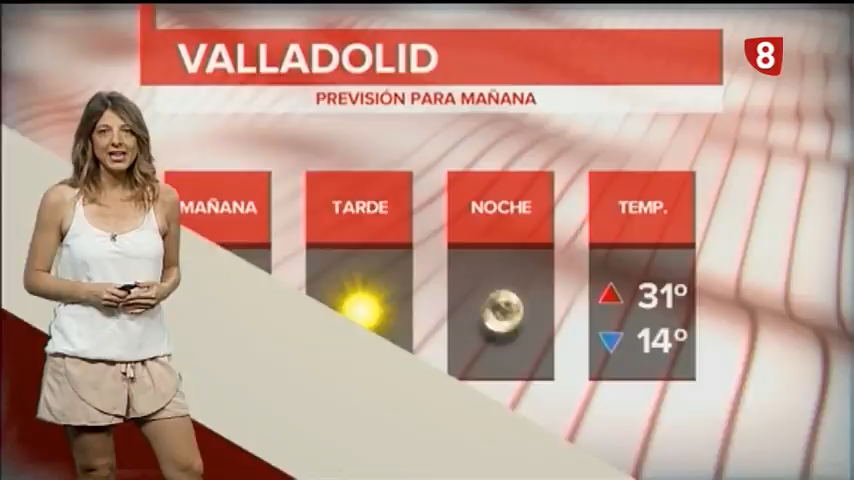 VALLADOLID
8
PREVISIÓN PARA MAÑANA
MAÑANA
TARDE
NOCHE
TEMP.
31º
14º